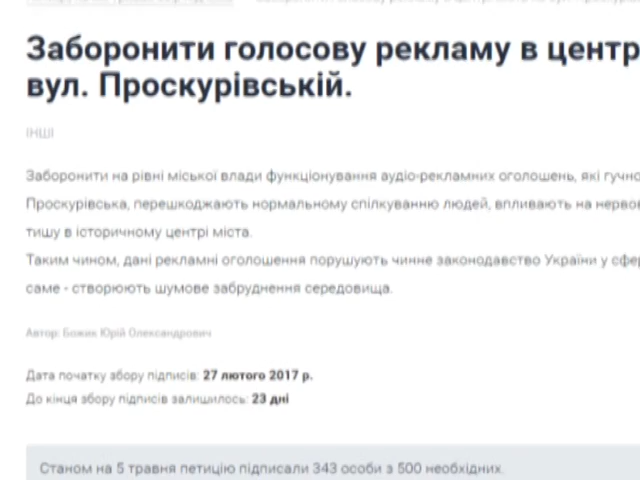 Заборонити голосову рекламу в центр
вул. Проскурівській.
ІНШІ
Заборонити на рівні міської влади функціонування аудіо-рекламних оголошень, які гучно
Проскурівська, перешкоджають нормальному спілкуванню людей, впливають на нервов
тишу в історичному центрі міста.
Таким чином, дані рекламні оголошення порушують чинне законодавство України у сфер
саме - створюють шумове забруднення середовища.
Автор: Божик Юрій Олександрович
Дата початку збору підписів: 27 лютого 2017 р.
До кінця збору підписів залишилось: 23 дні
Станом на 5 травня петицію підписали 343 особи з 500 необхідних.